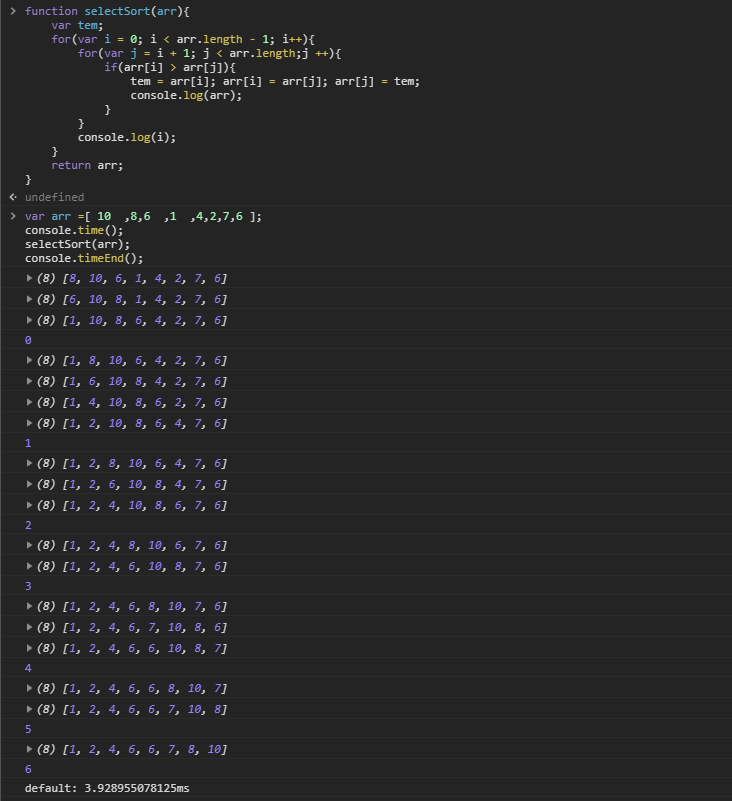 function selectSort(arr){
var tem;
for(var i = 0; i < arr.length - 1; i++){
for(var j = i + 1; j < arr.length;j ++){
if(arr[i] > arr[j]){
tem = arr[i]; arr[i] = arr[j]; arr[j] = tem;
console.log(arr);
}
}
console.log(i);
}
return arr;
}
undefined
var arr =[ 10  ,8,6  ,1  ,4,2,7,6 ];
console.time();
selectSort(arr);
console.timeEnd();
(8) [8, 10, 6, 1, 4, 2, 7, 6]
(8) [6, 10, 8, 1, 4, 2, 7, 6]
(8) [1, 10, 8, 6, 4, 2, 7, 6]
0
(8) [1, 8, 10, 6, 4, 2, 7, 6]
(8) [1, 6, 10, 8, 4, 2, 7, 6]
(8) [1, 4, 10, 8, 6, 2, 7, 6]
(8) [1, 2, 10, 8, 6, 4, 7, 6]
1
(8) [1, 2, 8, 10, 6, 4, 7, 6]
(8) [1, 2, 6, 10, 8, 4, 7, 6]
(8) [1, 2, 4, 10, 8, 6, 7, 6]
2
(8) [1, 2, 4, 8, 10, 6, 7, 6]
(8) [1, 2, 4, 6, 10, 8, 7, 6]
3
(8) [1, 2, 4, 6, 8, 10, 7, 6]
(8) [1, 2, 4, 6, 7, 10, 8, 6]
(8) [1, 2, 4, 6, 6, 10, 8, 7]
4
(8) [1, 2, 4, 6, 6, 8, 10, 7]
(8) [1, 2, 4, 6, 6, 7, 10, 8]
5
(8) [1, 2, 4, 6, 6, 7, 8, 10]
6
default: 3.928955078125ms